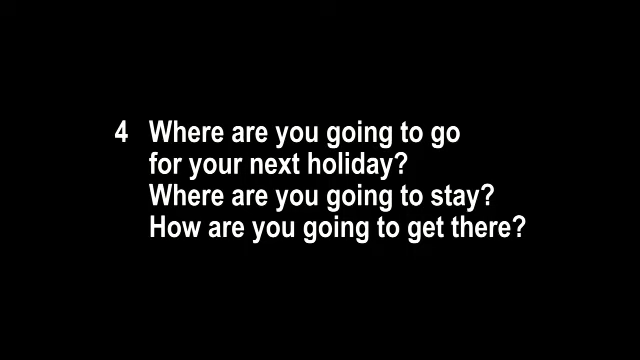 4 Where are you going to go
for your next holiday?
Where are you going to stay?
How are you going to get there?